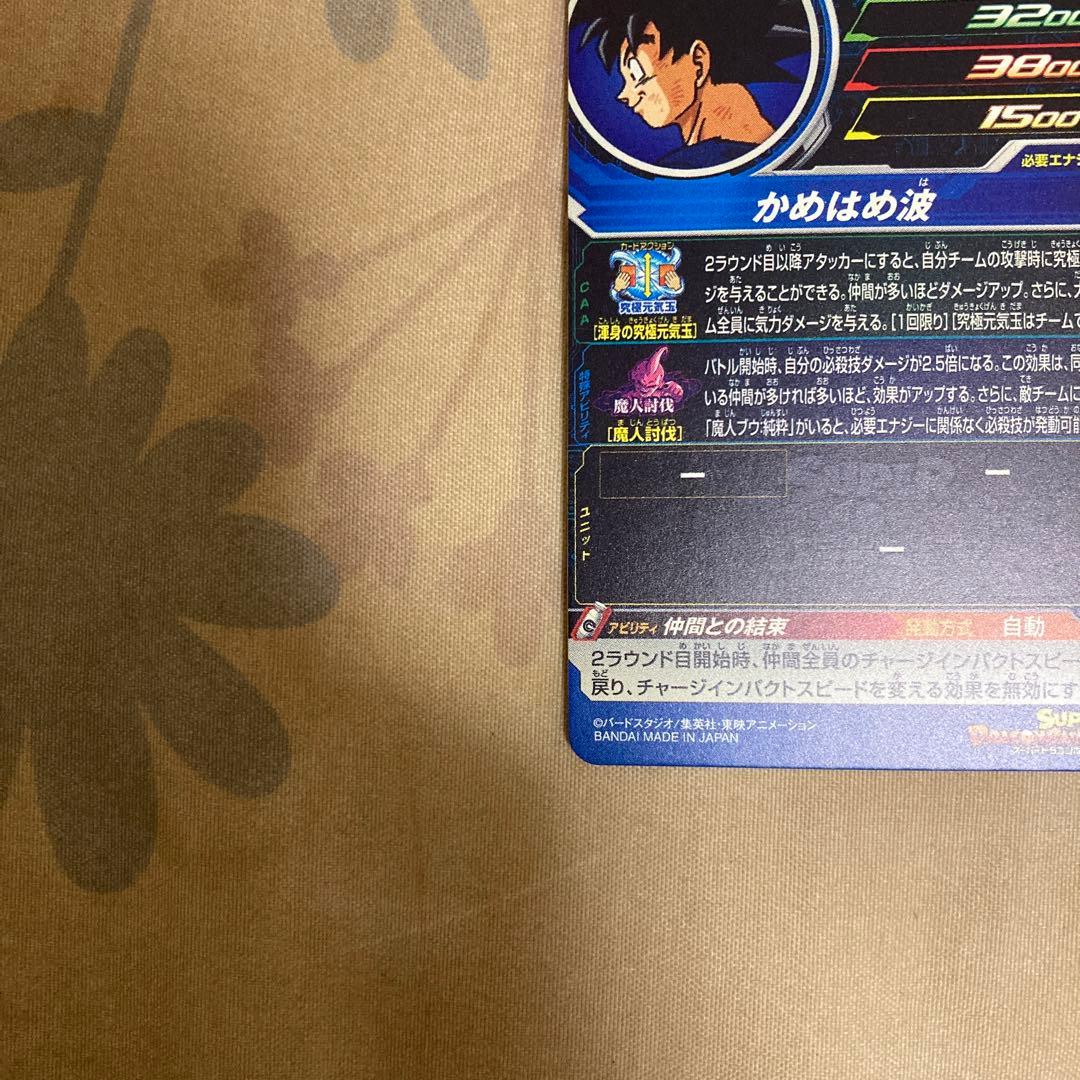 3200
3800
1500
必要エナジ
かめはめ波
カードアクション
究極元気玉
[渾身の究極元気玉]
CAA
2ラウンド目以降アタッカーにすると、自分チームの攻撃時に究極
ジを与えることができる。仲間が多いほどダメージアップ。さらに、
ム全員に気力ダメージを与える。[1回限り][究極元気玉はチームで
特殊アビリティ
魔人討伐
[魔人討伐]
バトル開始時、自分の必殺技ダメージが2.5倍になる。この効果は、同
いる仲間が多ければ多いほど、効果がアップする。さらに、敵チームに
「魔人ブウ:純粋」がいると、必要エナジーに関係なく必殺技が発動可能
ユニット
ー ー
ー
アビリティ 仲間との結束 発動方式 自動
2ラウンド目開始時、仲間全員のチャージインパクトスピー
戻り、チャージインパクトスピードを変える効果を無効にす
©バードスタジオ/集英社・東映アニメーション
BANDAI MADE IN JAPAN
SUP